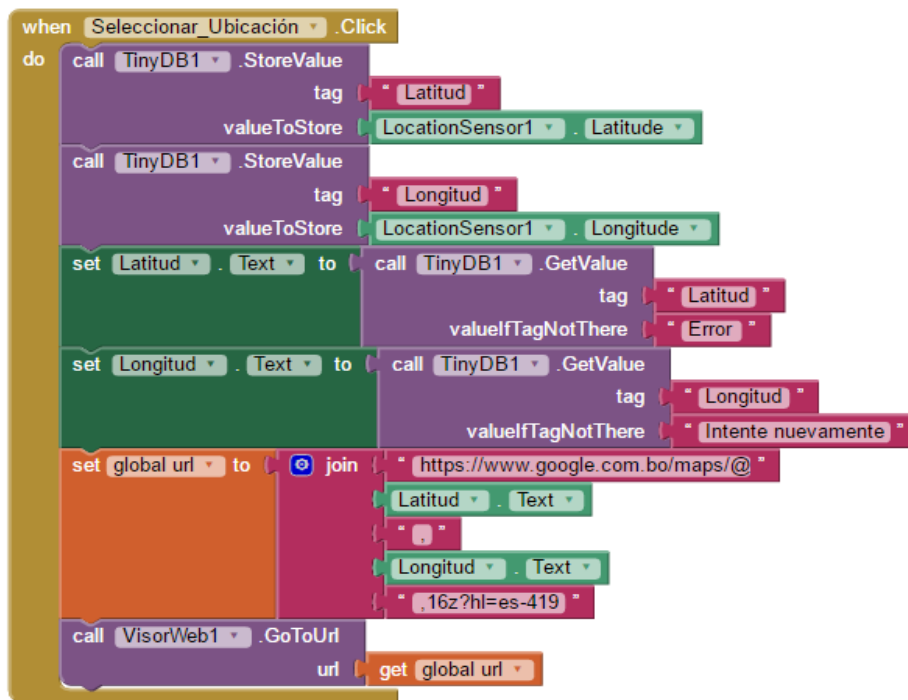 when Seleccionar_Ubicación .Click
do call TinyDB1 .StoreValue
tag " Latitud "
valueToStore LocationSensor1 . Latitude
call TinyDB1 .StoreValue
tag " Longitud "
valueToStore LocationSensor1 . Longitude
set Latitud . Text to call TinyDB1 .GetValue
tag " Latitud "
valueIfTagNotThere " Error "
set Longitud . Text to call TinyDB1 .GetValue
tag " Longitud "
valueIfTagNotThere " Intente nuevamente "
set global url to join " https://www.google.com.bo/maps/@ "
Latitud . Text
" , "
Longitud . Text
" ,16z?hl=es-419 "
call VisorWeb1 .GoToUrl
url get global url